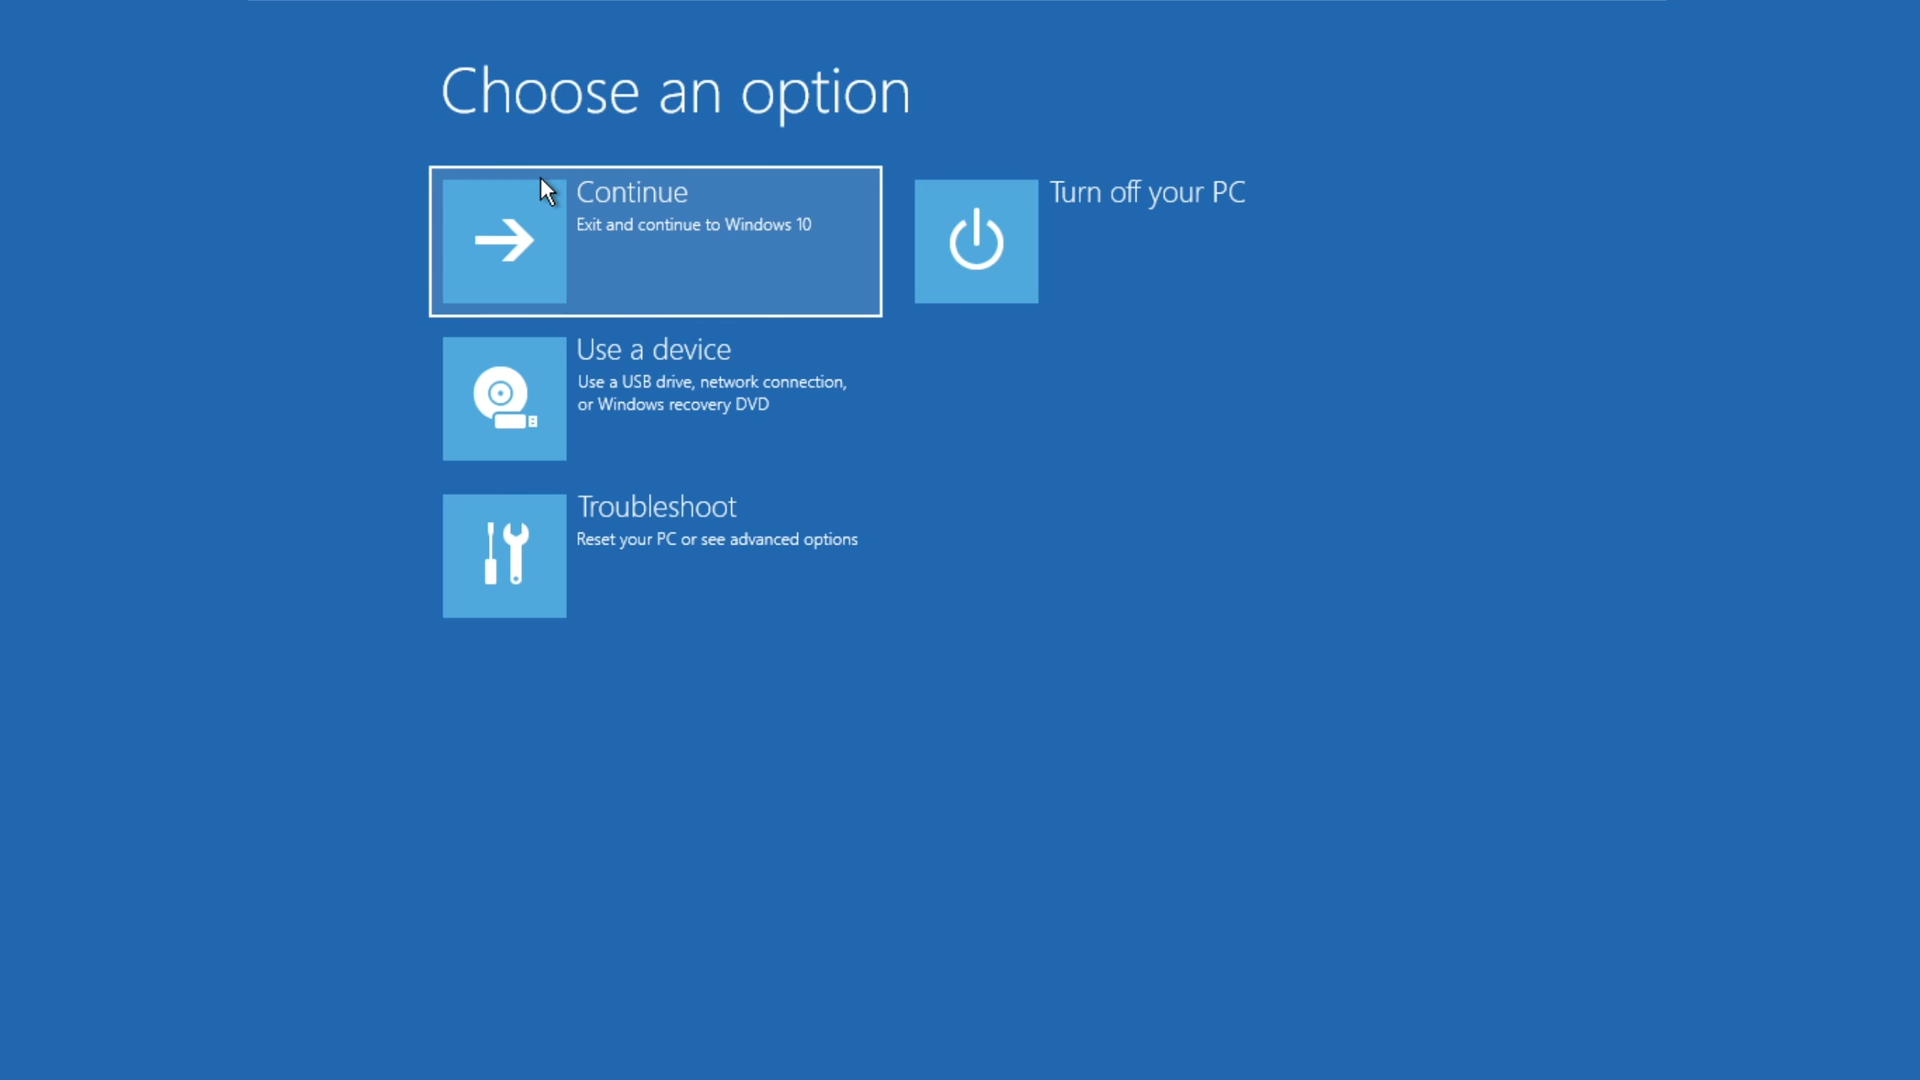 Choose an option
Continue
Exit and continue to Windows 10
Turn off your PC
Use a device
Use a USB drive, network connection,
or Windows recovery DVD
Troubleshoot
Reset your PC or see advanced options